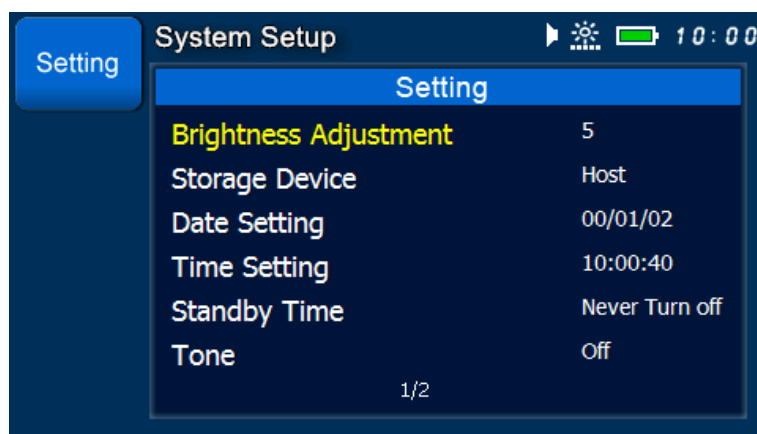 Setting
System Setup 10:00
Setting
Brightness Adjustment 5
Storage Device Host
Date Setting 00/01/02
Time Setting 10:00:40
Standby Time Never Turn off
Tone Off
1/2